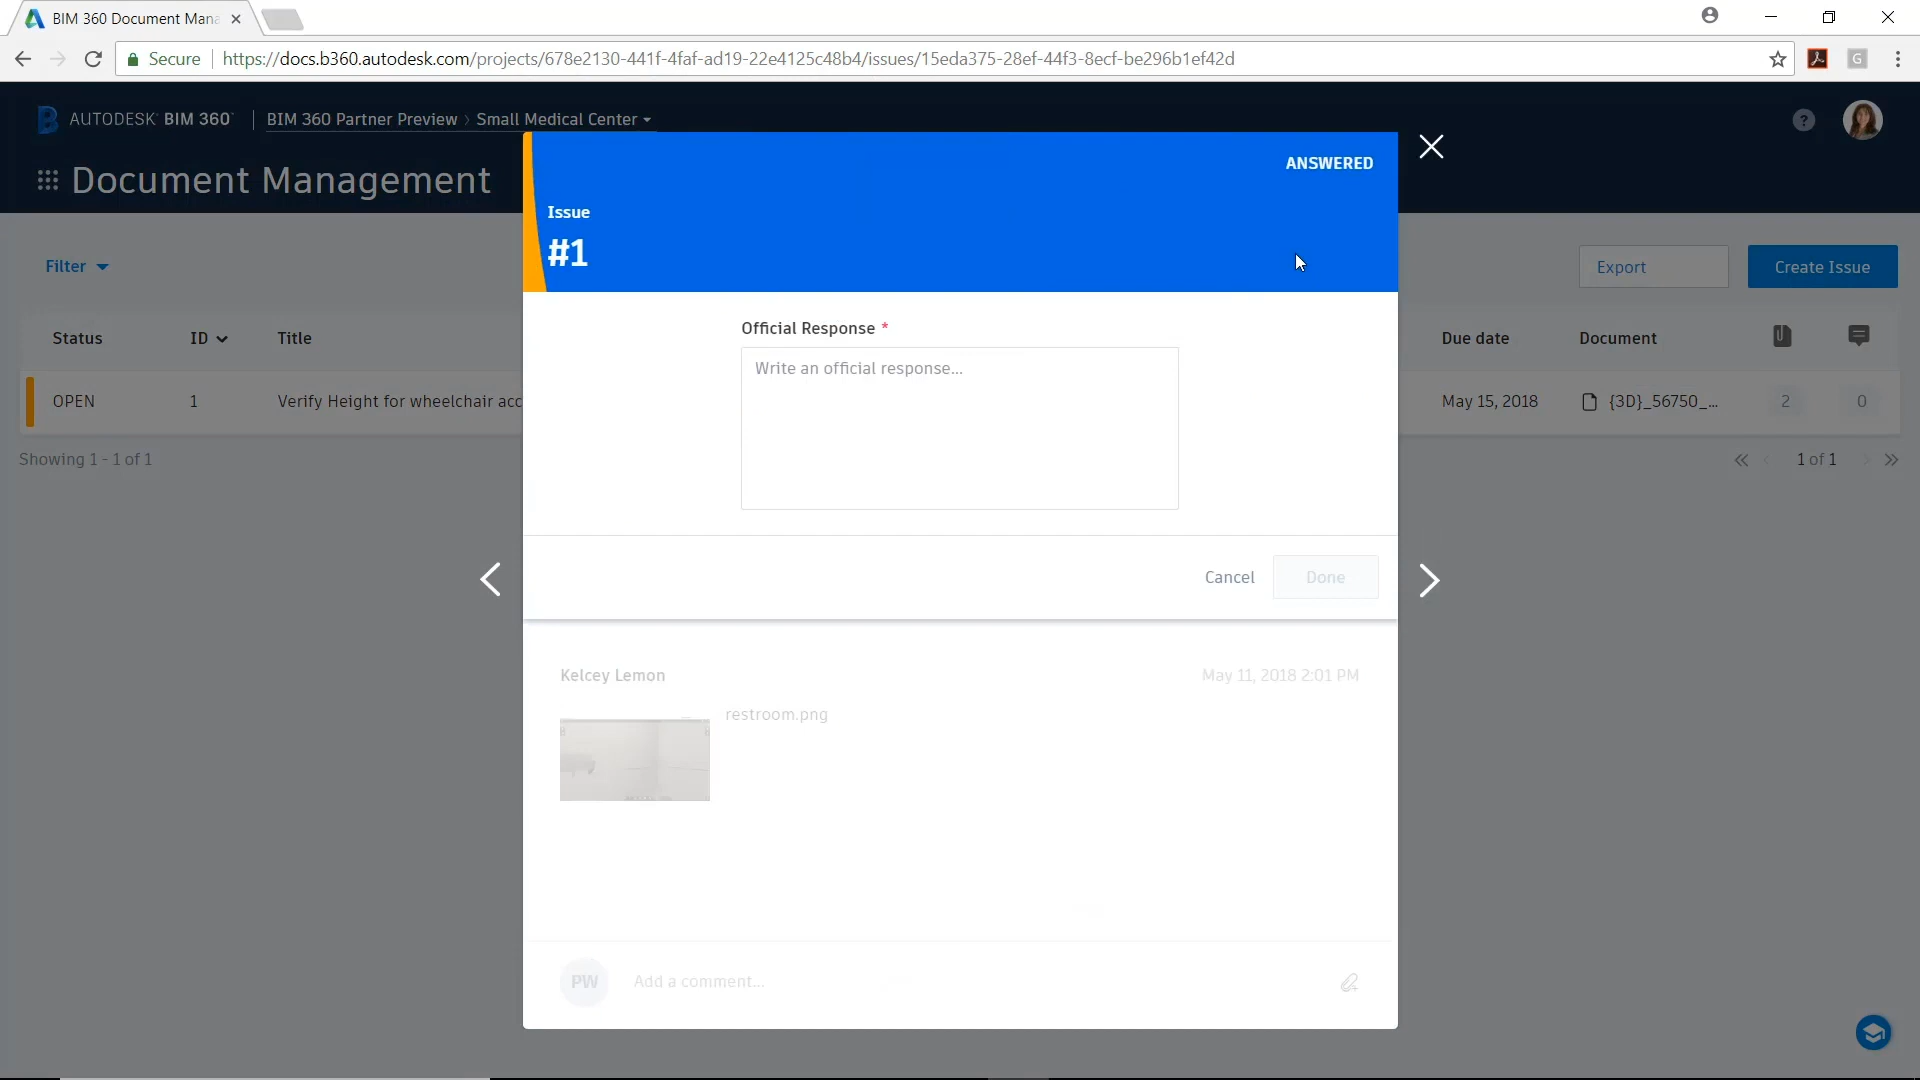 BIM 360 Document Mana
Secure
https://docs.b360.autodesk.com/projects/678e2130-441f-4faf-ad19-22e4125c48b4/issues/15eda375-28ef-44f3-8ecf-be296b1ef42d
G
B AUTODESK BIM 360
BIM 360 Partner Preview > Small Medical Center
?
Document Management
ANSWERED
Issue
#1
Filter
Export
Create Issue
Official Response *
Status ID Title Due date Document
Write an official response...
OPEN 1 Verify Height for wheelchair acc May 15, 2018 {3D}_56750_... 2 0
Showing 1 - 1 of 1
1 of 1
Cancel
Done
Kelcey Lemon
May 11, 2018 2:01 PM
restroom.png
PW
Add a comment...